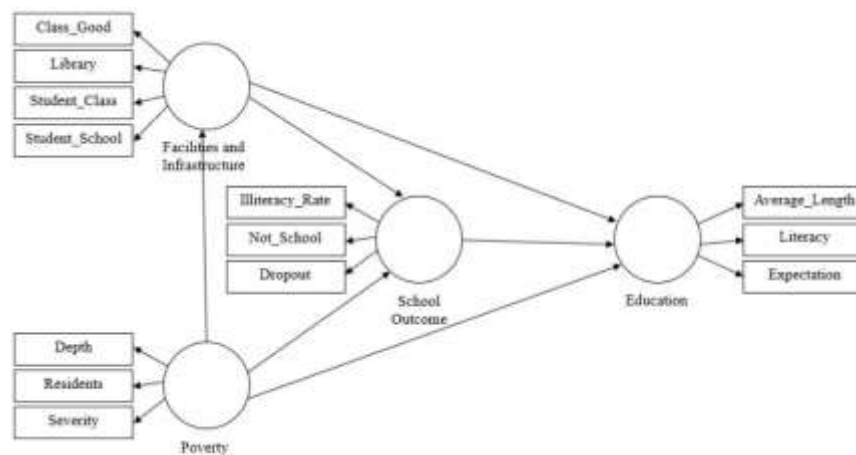 Class_Good
Library
Student_Class
Student_School
Facilities and
Infrastructure
Illiteracy_Rate
Not_School
Dropout
School
Outcome
Average_Length
Literacy
Expectation
Education
Depth
Residents
Severity
Poverty